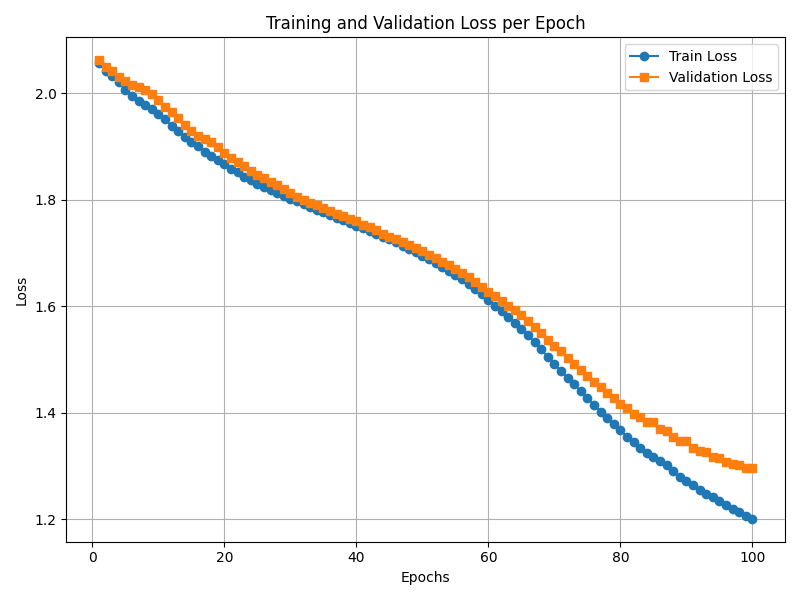 Training and Validation Loss per Epoch
Train Loss
Validation Loss
Loss
2.0
1.8
1.6
1.4
1.2
0 20 40 60 80 100
Epochs